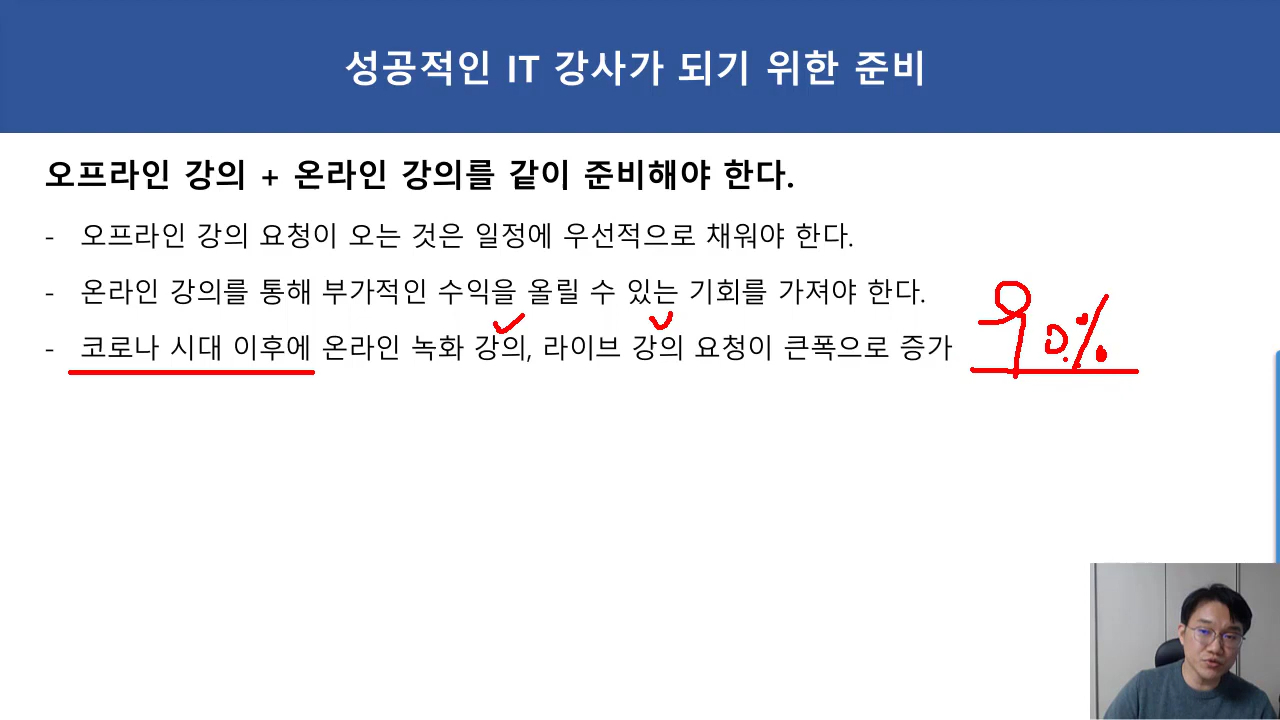 성공적인 IT 강사가 되기 위한 준비
오프라인 강의 + 온라인 강의를 같이 준비해야 한다.
- 오프라인 강의 요청이 오는 것은 일정에 우선적으로 채워야 한다.
- 온라인 강의를 통해 부가적인 수익을 올릴 수 있는 기회를 가져야 한다.
- 코로나 시대 이후에 온라인 녹화 강의, 라이브 강의 요청이 큰폭으로 증가
90%